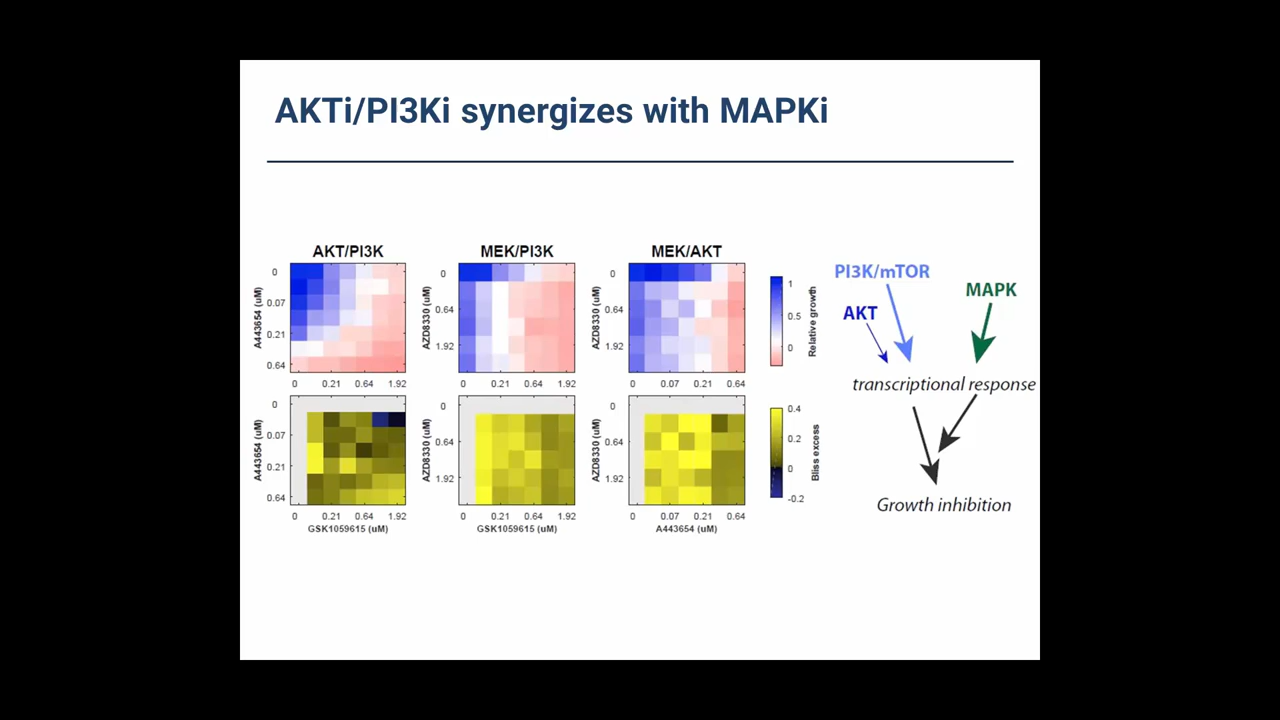 AKTi/PI3Ki synergizes with MAPKi
AKT/PI3K
MEK/PI3K
MEK/AKT
A443654 (uM)
0
0.07
0.21
0.64
0 0.21 0.64 1.92
AZD8330 (uM)
0
0.64
1.92
0 0.21 0.64 1.92
AZD8330 (uM)
0
0.64
1.92
0 0.07 0.21 0.64
1
0.5
0
Relative growth
A443654 (uM)
0
0.07
0.21
0.64
0 0.21 0.64 1.92
GSK1059615 (uM)
AZD8330 (uM)
0
0.64
1.92
0 0.21 0.64 1.92
GSK1059615 (uM)
AZD8330 (uM)
0
0.64
1.92
0 0.07 0.21 0.64
A443654 (uM)
0.4
0.2
0
-0.2
Bliss excess
PI3K/mTOR
MAPK
AKT
transcriptional response
Growth inhibition